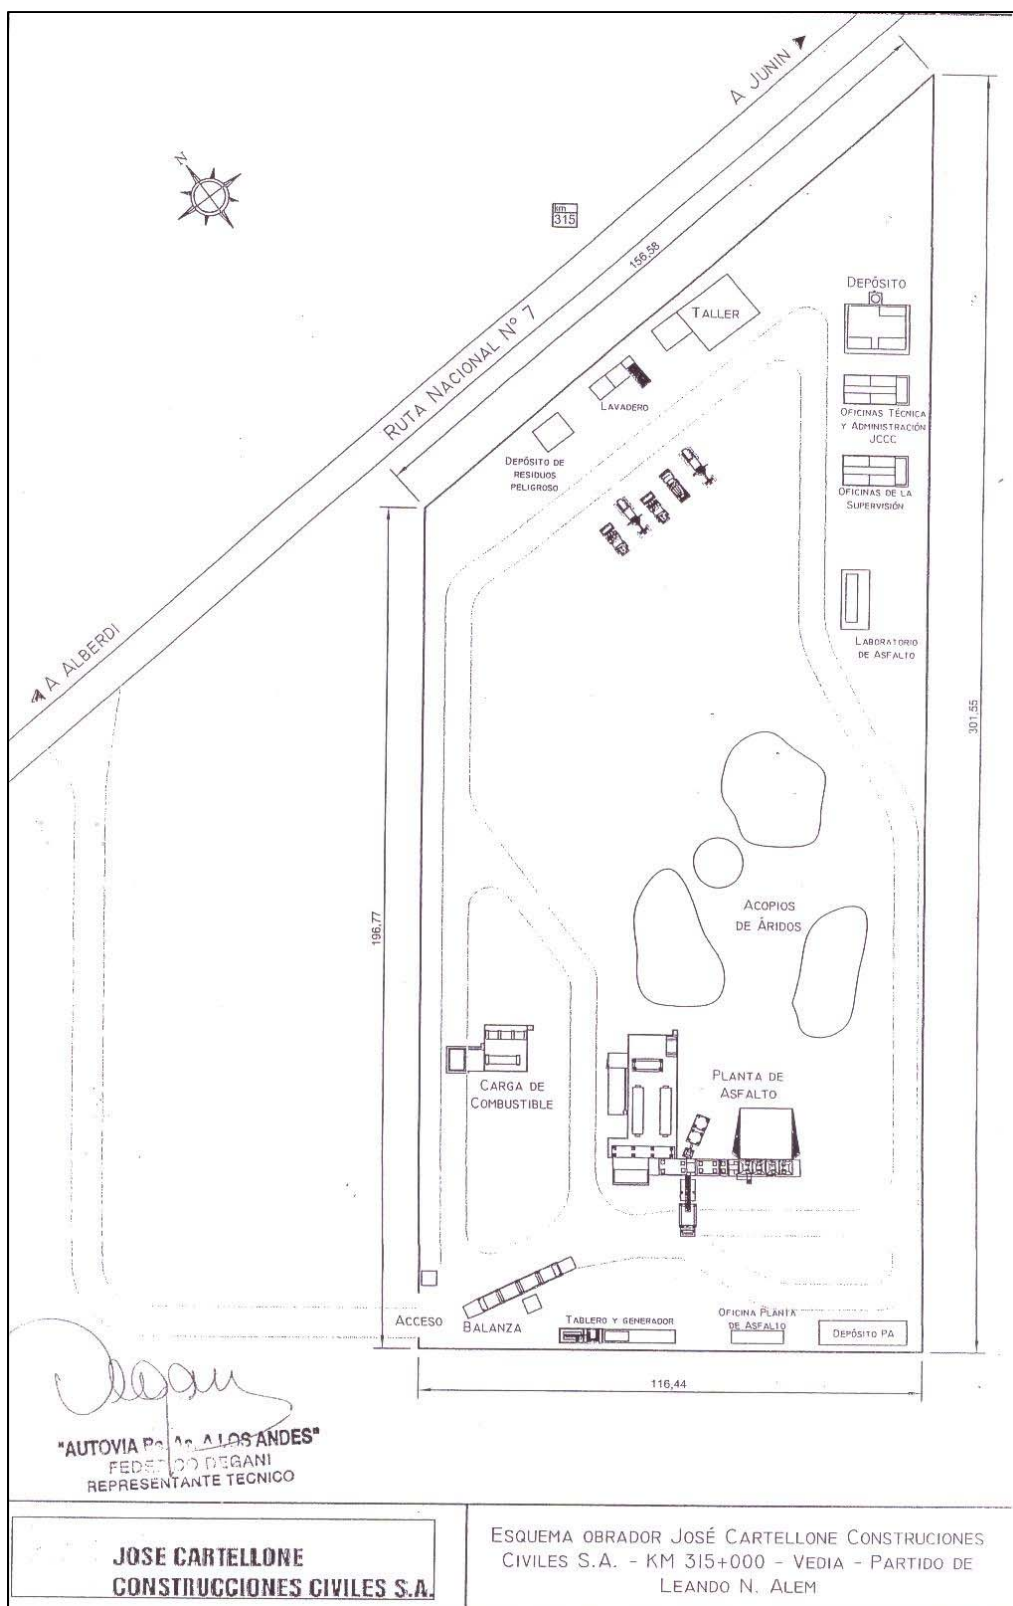 A JUNIN
N
km
315
156,58
RUTA NACIONAL Nº 7
DEPÓSITO
TALLER
LAVADERO
OFICINAS TÉCNICA
Y ADMINISTRACIÓN
JCCC
DEPÓSITO DE
RESIDUOS
PELIGROSO
OFICINAS DE LA
SUPERVISIÓN
LABORATORIO
DE ASFALTO
A ALBERDI
301,55
196,77
ACOPIOS
DE ÁRIDOS
CARGA DE
COMBUSTIBLE
PLANTA DE
ASFALTO
ACCESO
BALANZA
TABLERO Y GENERADOR
OFICINA PLANTA
DE ASFALTO
DEPÓSITO PA
116,44
Degani
"AUTOVIA A LOS ANDES"
DEGANI
REPRESENTANTE TECNICO
JOSE CARTELLONE
CONSTRUCCIONES CIVILES S.A.
ESQUEMA OBRADOR JOSÉ CARTELLONE CONSTRUCIONES
CIVILES S.A. - KM 315+000 - VEDIA - PARTIDO DE
LEANDO N. ALEM